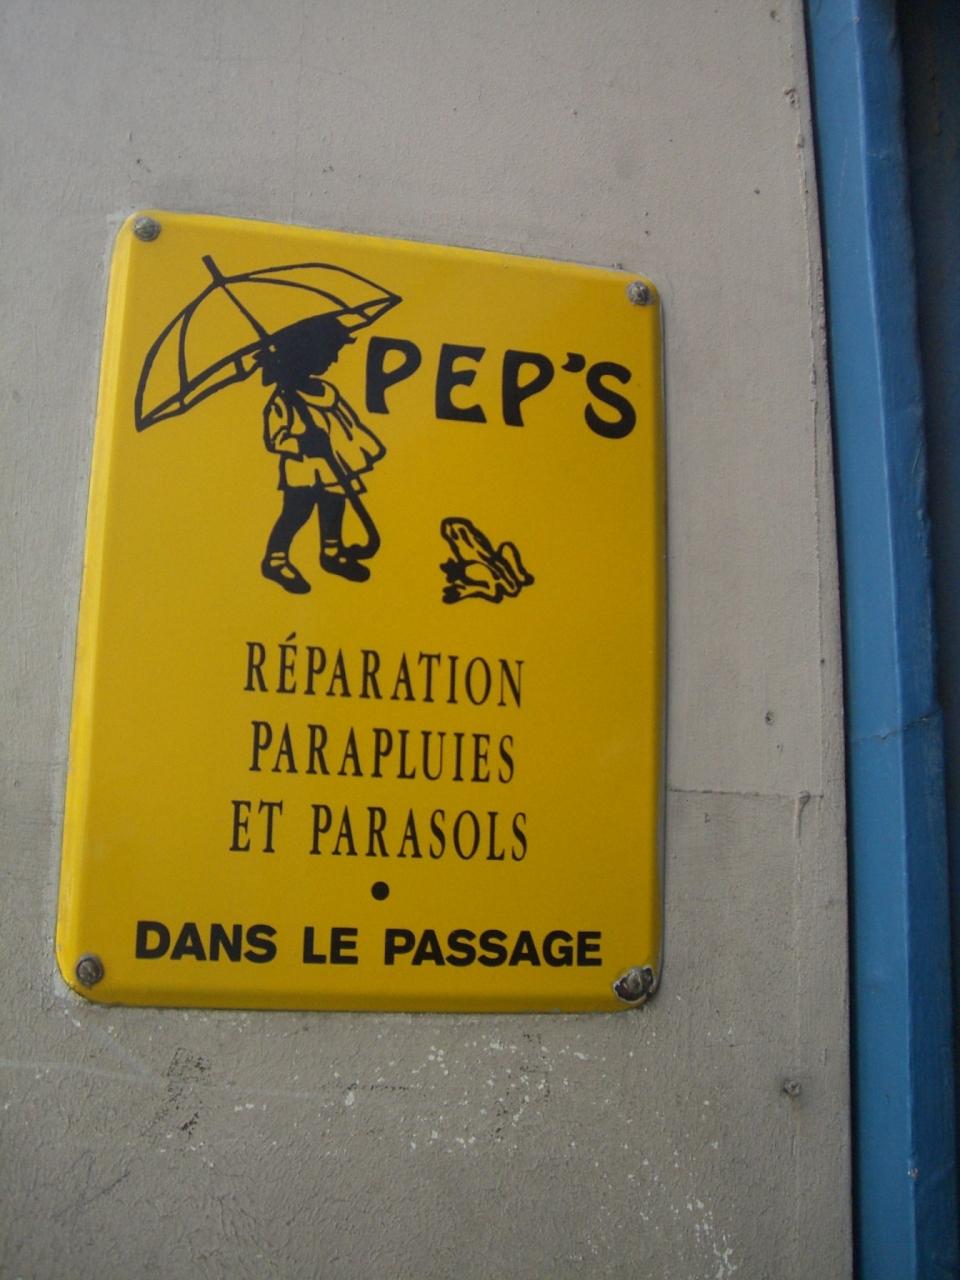 PEP'S
RÉPARATION
PARAPLUIES
ET PARASOLS
•
DANS LE PASSAGE